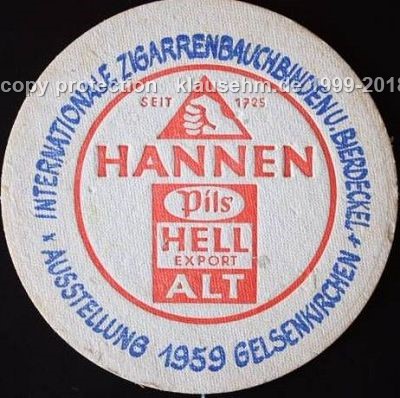 INTERNATIONALE ZIGARRENBAUCHBINDEN U. BIERDECKEL
* AUSSTELLUNG 1959 GELSENKIRCHEN *
copy protection klausehm.de 1999-2018
SEIT 1725
HANNEN
Pils
HELL
EXPORT
ALT